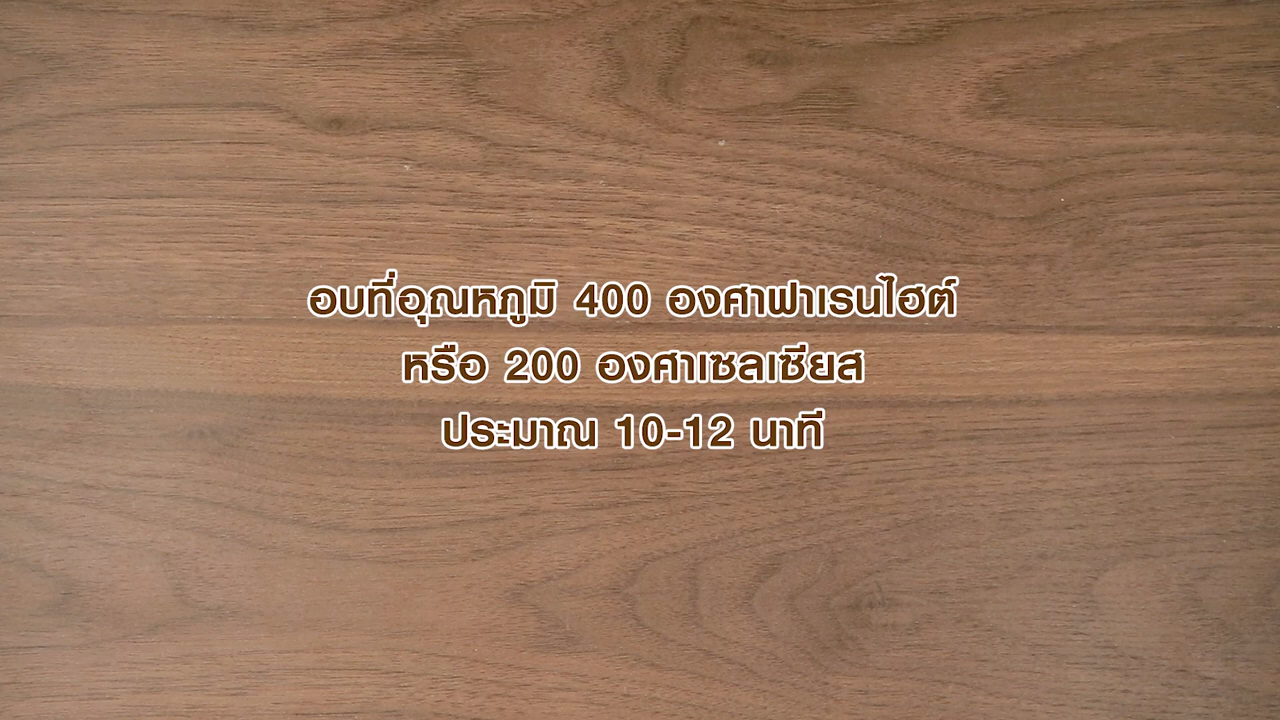 อบที่อุณหภูมิ 400 องศาฟาเรนไฮต์
หรือ 200 องศาเซลเซียส
ประมาณ 10-12 นาที